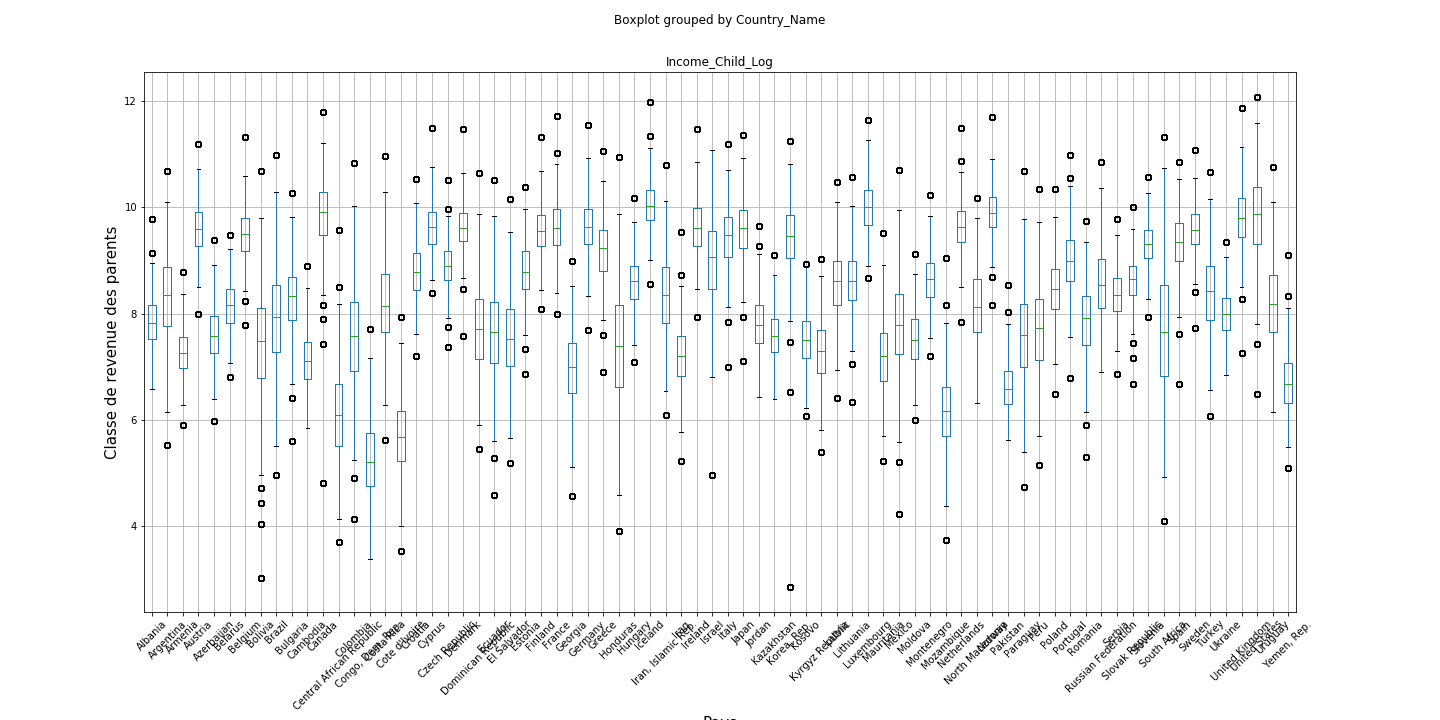 Boxplot grouped by Country_Name
Income_Child_Log
12
10
8
6
4
Classe de revenue des parents
Albania
Argentina
Armenia
Austria
Azerbaijan
Belarus
Belgium
Bolivia
Brazil
Bulgaria
Cambodia
Canada
Central African Republic
Colombia
Congo, Dem. Rep.
Costa Rica
Cote d'Ivoire
Croatia
Cyprus
Czech Republic
Denmark
Dominican Republic
Ecuador
El Salvador
Estonia
Finland
France
Georgia
Germany
Greece
Honduras
Hungary
Iceland
Iran, Islamic Rep.
Iraq
Ireland
Israel
Italy
Japan
Jordan
Kazakhstan
Korea, Rep.
Kosovo
Kyrgyz Republic
Latvia
Lithuania
Luxembourg
Mauritania
Mexico
Moldova
Montenegro
Mozambique
Netherlands
North Macedonia
Norway
Pakistan
Paraguay
Peru
Poland
Portugal
Romania
Russian Federation
Serbia
Slovak Republic
Slovenia
South Africa
Spain
Sweden
Turkey
Ukraine
United Kingdom
United States
Uruguay
Yemen, Rep.